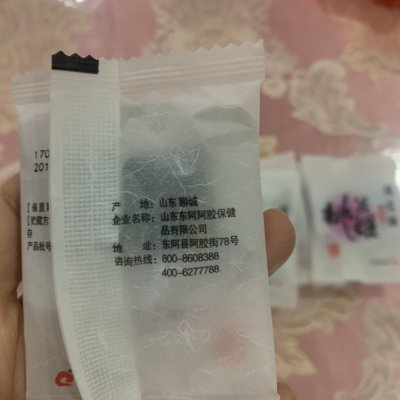 170
201
【保质
【贮藏方
存
产品批号
产 地：山东 聊城
企业名称：山东东阿阿胶保健
品有限公司
地 址：东阿县阿胶街78号
咨询热线：800-8608388
400-6277788